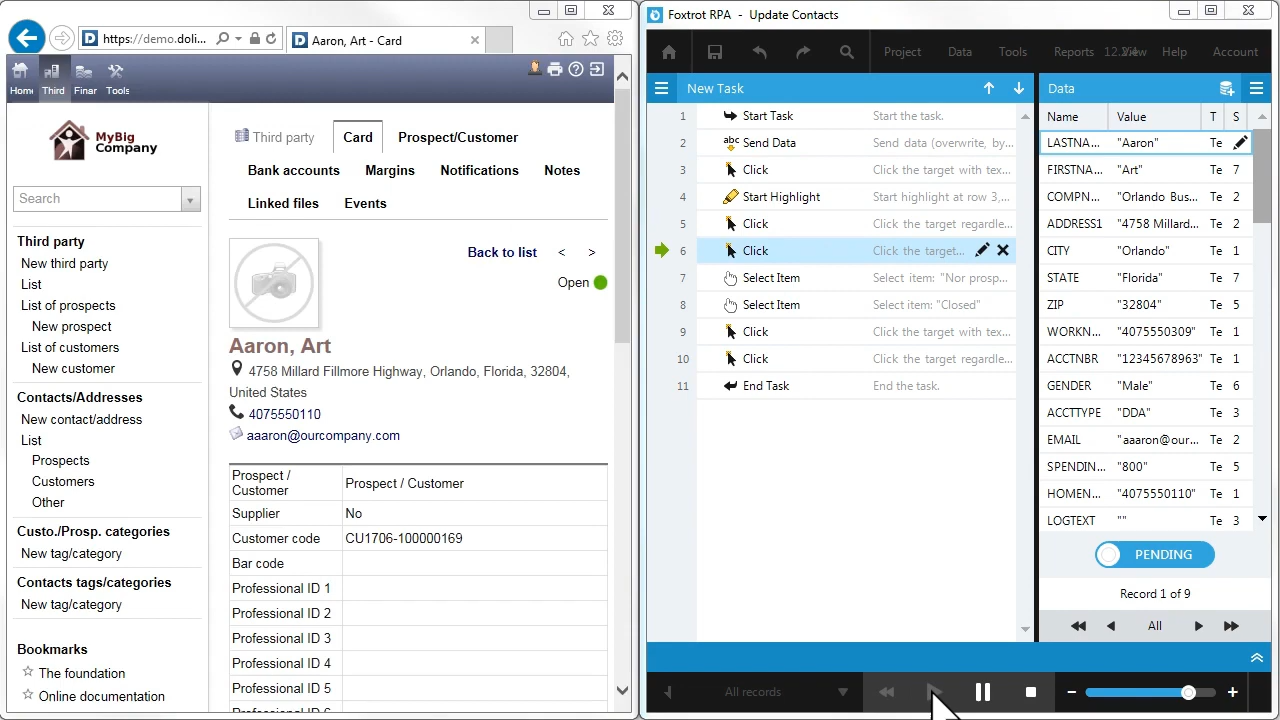 Foxtrot RPA - Update Contacts
https://demo.doli...
Aaron, Art - Card
Home
Third
Finar
Tools
MyBig
Company
Search
Third party
New third party
List
List of prospects
New prospect
List of customers
New customer
Contacts/Addresses
New contact/address
List
Prospects
Customers
Other
Custo./Prosp. categories
New tag/category
Contacts tags/categories
New tag/category
Bookmarks
The foundation
Online documentation
Third party
Card
Prospect/Customer
Bank accounts
Margins
Notifications
Notes
Linked files
Events
Back to list < >
Open
Aaron, Art
4758 Millard Fillmore Highway, Orlando, Florida, 32804,
United States
4075550110
aaaron@ourcompany.com
Prospect /
Customer
Prospect / Customer
Supplier No
Customer code CU1706-100000169
Bar code
Professional ID 1
Professional ID 2
Professional ID 3
Professional ID 4
Professional ID 5
Project Data Tools Reports View Help Account
New Task
1 Start Task Start the task.
2 abc Send Data Send data (overwrite, by...
3 Click Click the target with tex...
4 Start Highlight Start highlight at row 3,...
5 Click Click the target regardle...
6 Click Click the target...
7 Select Item Select item: "Nor prosp...
8 Select Item Select item: "Closed"
9 Click Click the target with tex...
10 Click Click the target regardle...
11 End Task End the task.
Data
Name Value T S
LASTNA... "Aaron" Te
FIRSTNA... "Art" Te 7
COMPN... "Orlando Bus... Te 2
ADDRESS1 "4758 Millard... Te 2
CITY "Orlando" Te 1
STATE "Florida" Te 7
ZIP "32804" Te 5
WORKN... "4075550309" Te 1
ACCTNBR "12345678963" Te 1
GENDER "Male" Te 6
ACCTTYPE "DDA" Te 3
EMAIL "aaaron@our... Te 2
SPENDIN... "800" Te 5
HOMEN... "4075550110" Te 1
LOGTEXT "" Te 3
PENDING
Record 1 of 9
All
All records